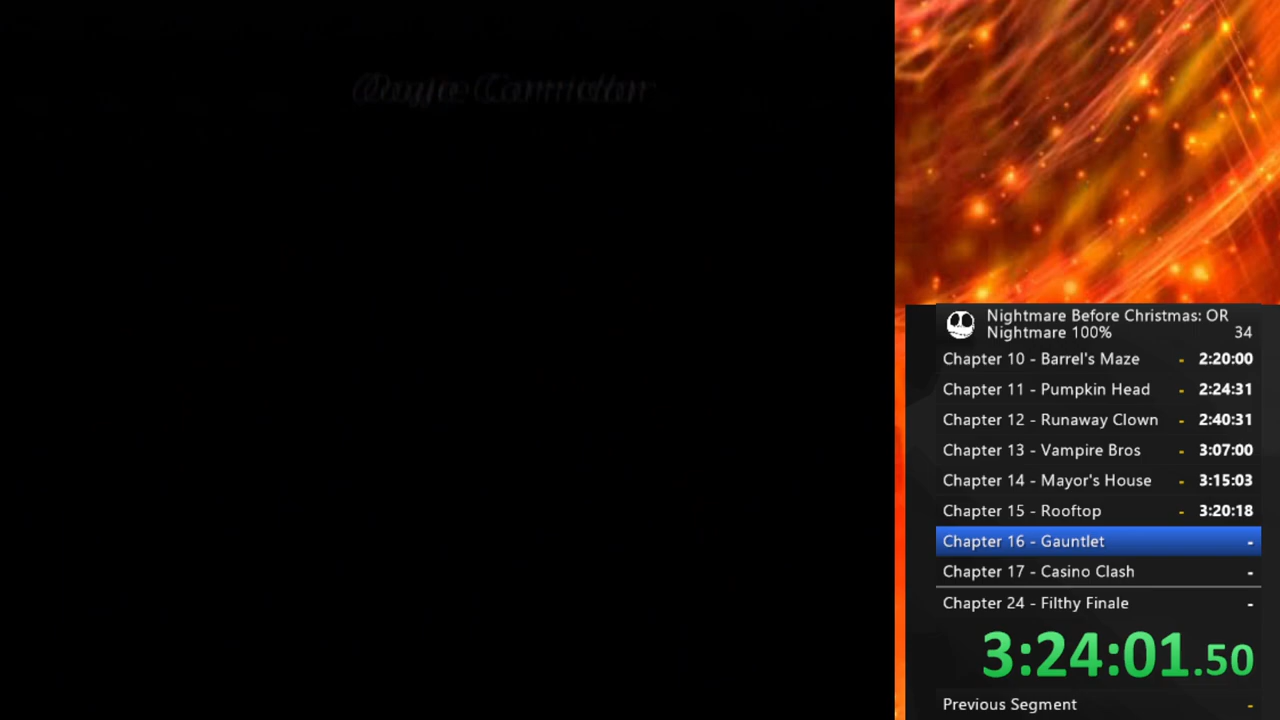 Nightmare Before Christmas: OR
Nightmare 100% 34
Chapter 10 - Barrel's Maze - 2:20:00
Chapter 11 - Pumpkin Head - 2:24:31
Chapter 12 - Runaway Clown - 2:40:31
Chapter 13 - Vampire Bros - 3:07:00
Chapter 14 - Mayor's House - 3:15:03
Chapter 15 - Rooftop - 3:20:18
Chapter 16 - Gauntlet -
Chapter 17 - Casino Clash -
Chapter 24 - Filthy Finale -
3:24:01.50
Previous Segment -